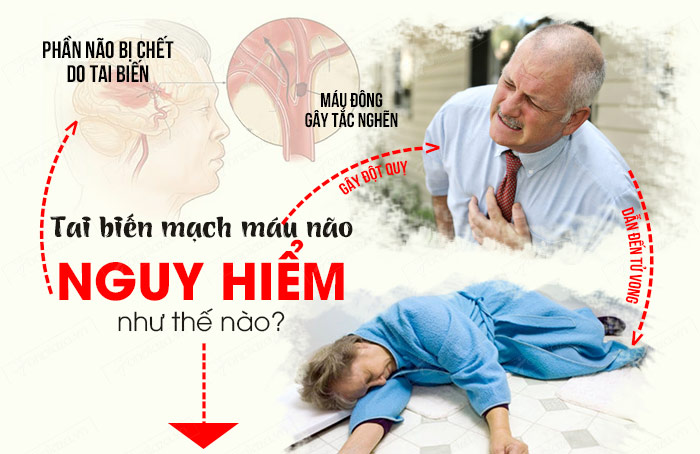 PHẦN NÃO BỊ CHẾT
DO TAI BIẾN
MÁU ĐÔNG
GÂY TẮC NGHẼN
GÂY ĐỘT QUỴ
DẪN ĐẾN TỬ VONG
Tai biến mạch máu não
NGUY HIỂM
như thế nào?